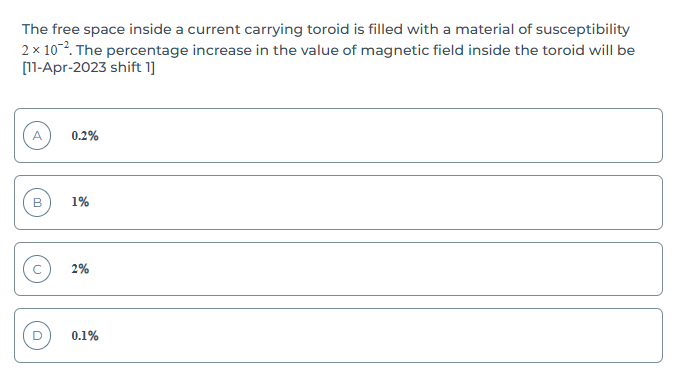 The free space inside a current carrying toroid is filled with a material of susceptibility
2 × 10⁻². The percentage increase in the value of magnetic field inside the toroid will be
[11-Apr-2023 shift 1]
A 0.2%
B 1%
C 2%
D 0.1%